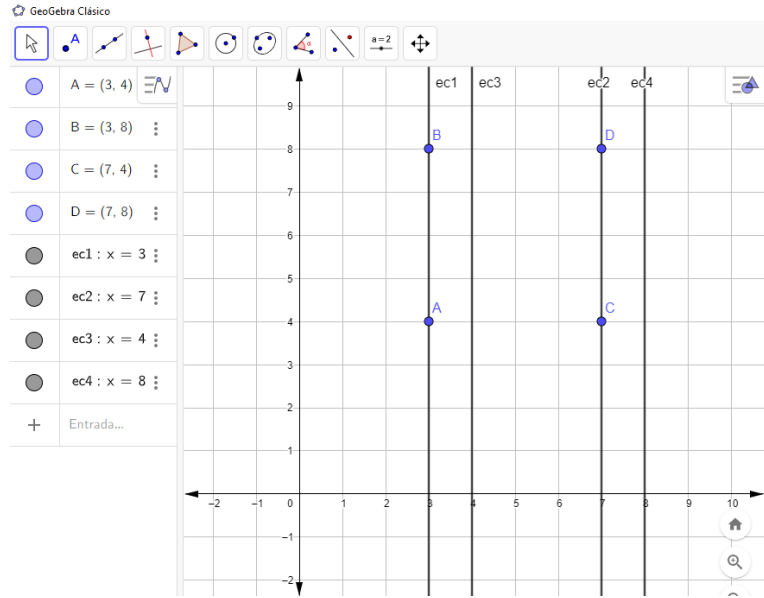 GeoGebra Clásico
A
α
a = 2
A = (3, 4)
B = (3, 8)
C = (7, 4)
D = (7, 8)
ec1 : x = 3
ec2 : x = 7
ec3 : x = 4
ec4 : x = 8
+ Entrada...
ec1 ec3 ec2 ec4
9
B D
8
7
6
5
A C
4
3
2
1
−2 −1 0 1 2 3 4 5 6 7 8 9 10
−1
−2